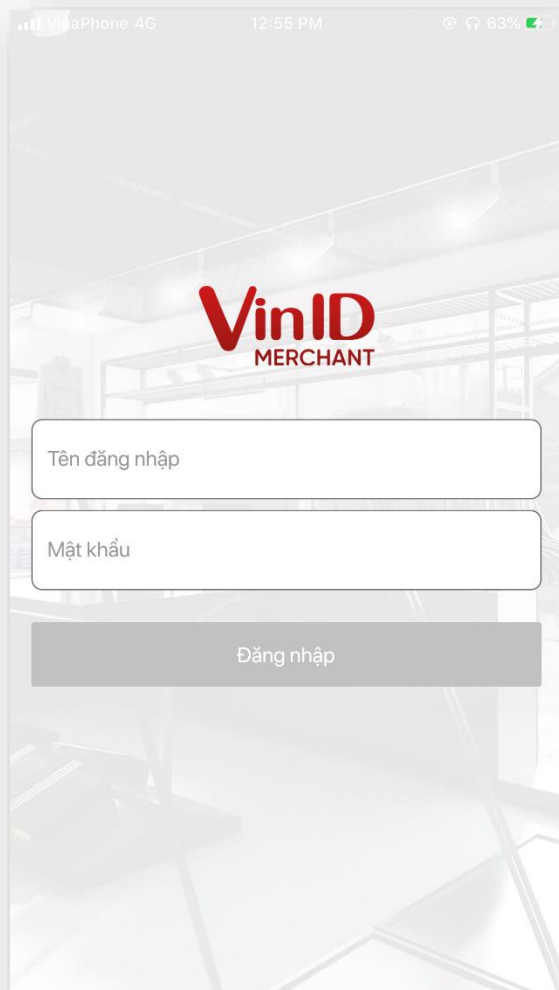 VinaPhone 4G 12:55 PM 63%
VinID
MERCHANT
Tên đăng nhập
Mật khẩu
Đăng nhập